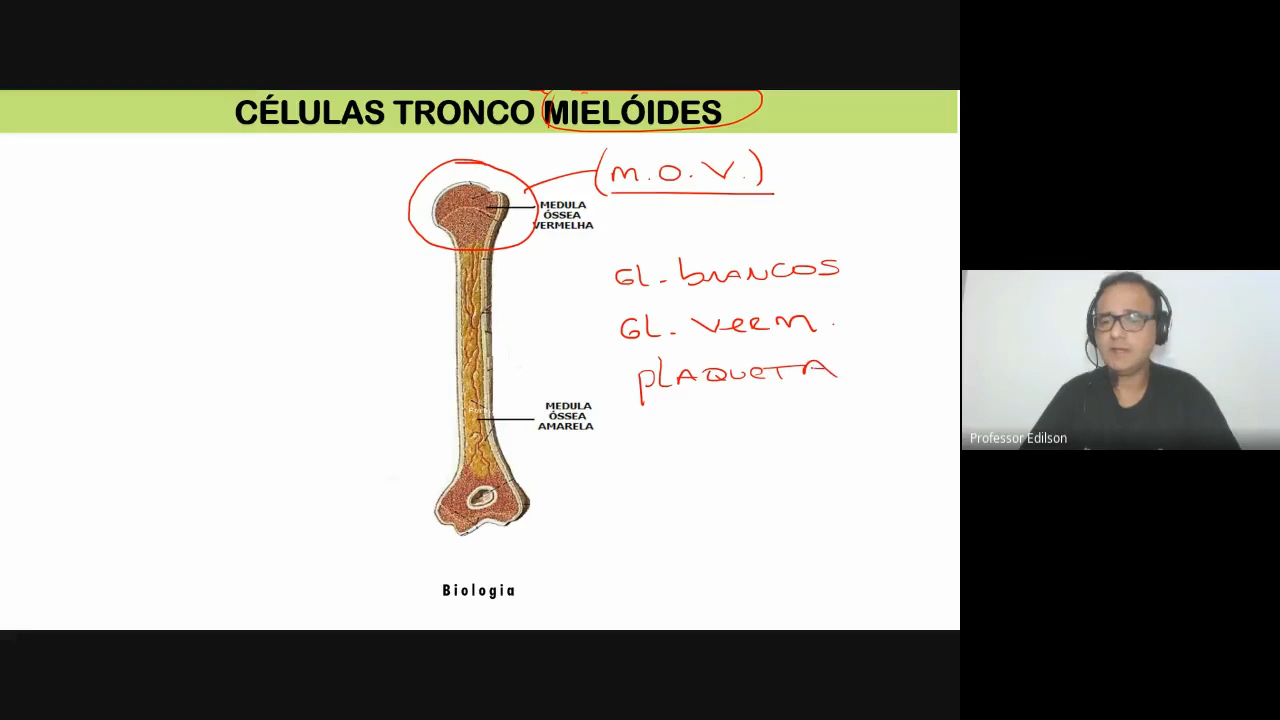 CÉLULAS TRONCO MIELÓIDES
(M.O.V.)
MEDULA
ÓSSEA
VERMELHA
GL. BRANCOS
GL. VERM.
PLAQUETA
MEDULA
ÓSSEA
AMARELA
Biologia
Professor Edilson